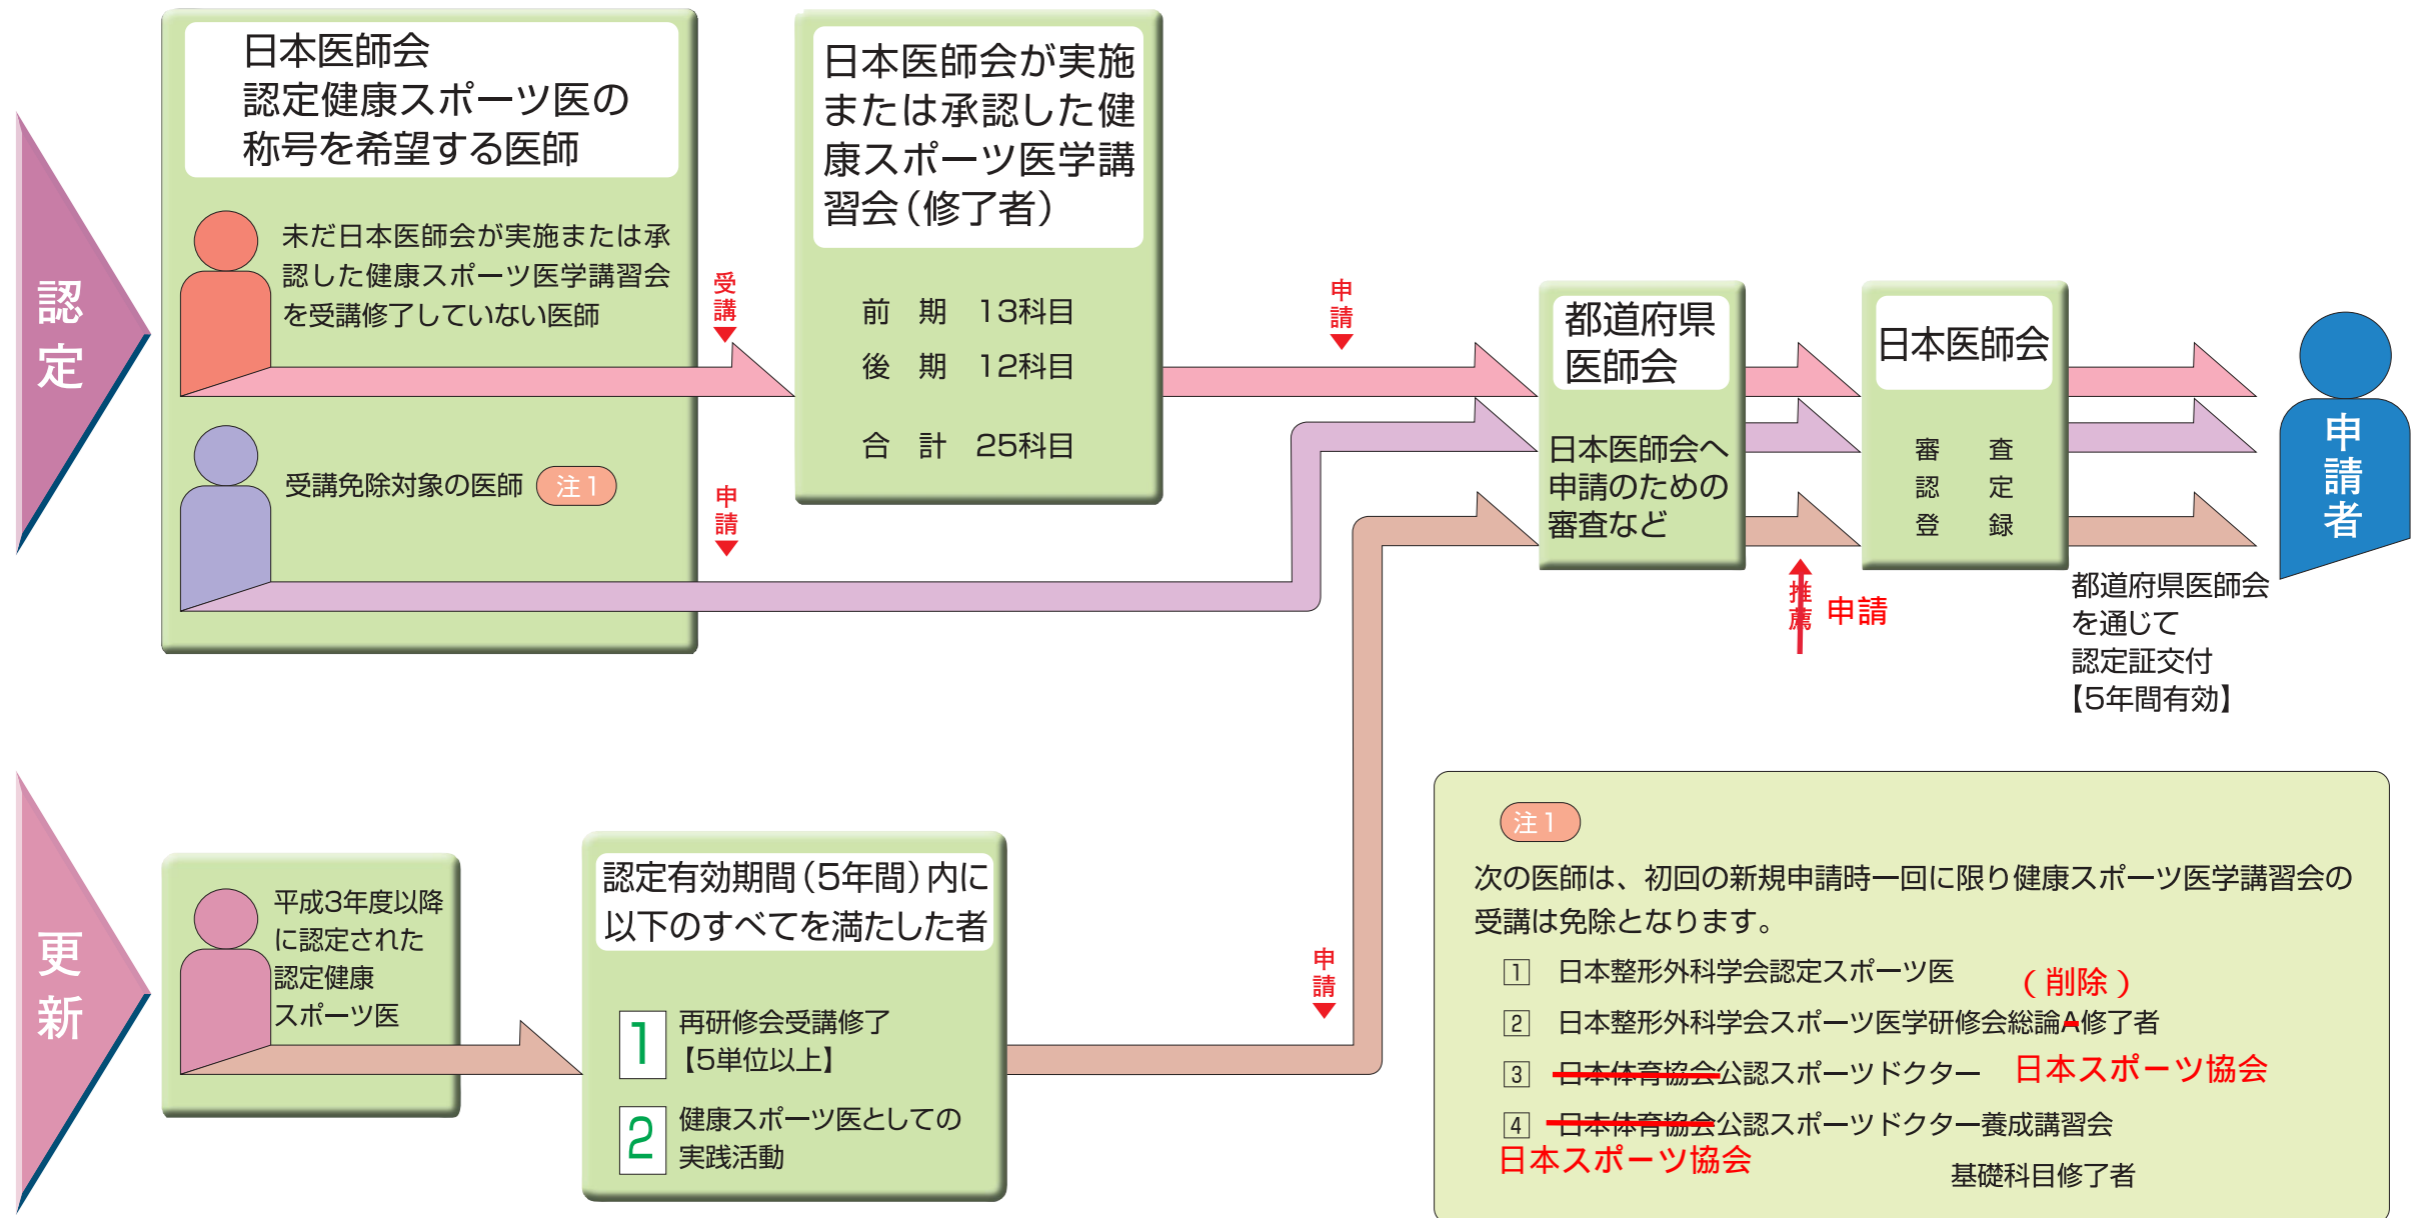 認定
日本医師会
認定健康スポーツ医の
称号を希望する医師
未だ日本医師会が実施または承
認した健康スポーツ医学講習会
を受講修了していない医師
受講免除対象の医師
注1
受講
申請
日本医師会が実施
または承認した健
康スポーツ医学講
習会(修了者)
前 期 13科目
後 期 12科目
合 計 25科目
申請
都道府県
医師会
日本医師会へ
申請のための
審査など
推薦
申請
日本医師会
審 査
認 定
登 録
申請者
都道府県医師会
を通じて
認定証交付
【5年間有効】
更新
平成3年度以降
に認定された
認定健康
スポーツ医
認定有効期間(5年間)内に
以下のすべてを満たした者
1 再研修会受講修了
【5単位以上】
2 健康スポーツ医としての
実践活動
申請
注1
次の医師は、初回の新規申請時一回に限り健康スポーツ医学講習会の
受講は免除となります。
1 日本整形外科学会認定スポーツ医
(削除)
2 日本整形外科学会スポーツ医学研修会総論A修了者
3 日本体育協会公認スポーツドクター 日本スポーツ協会
4 日本体育協会公認スポーツドクター養成講習会
日本スポーツ協会
基礎科目修了者